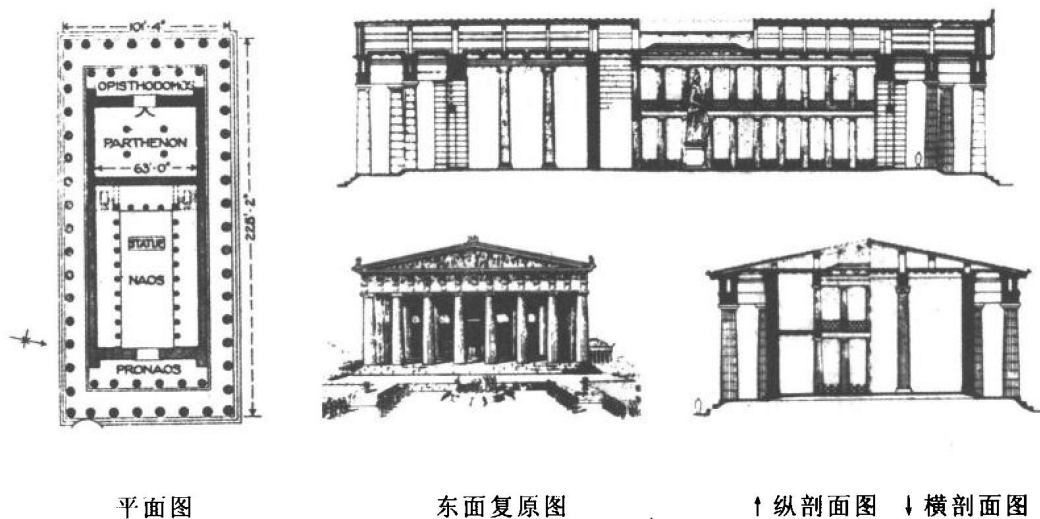 101'-4"
OPISTHODOMOS
PARTHENON
63'-0"
225'-2"
STATUE
NAOS
PRONAOS
平面图
东面复原图
↑纵剖面图 ↓横剖面图